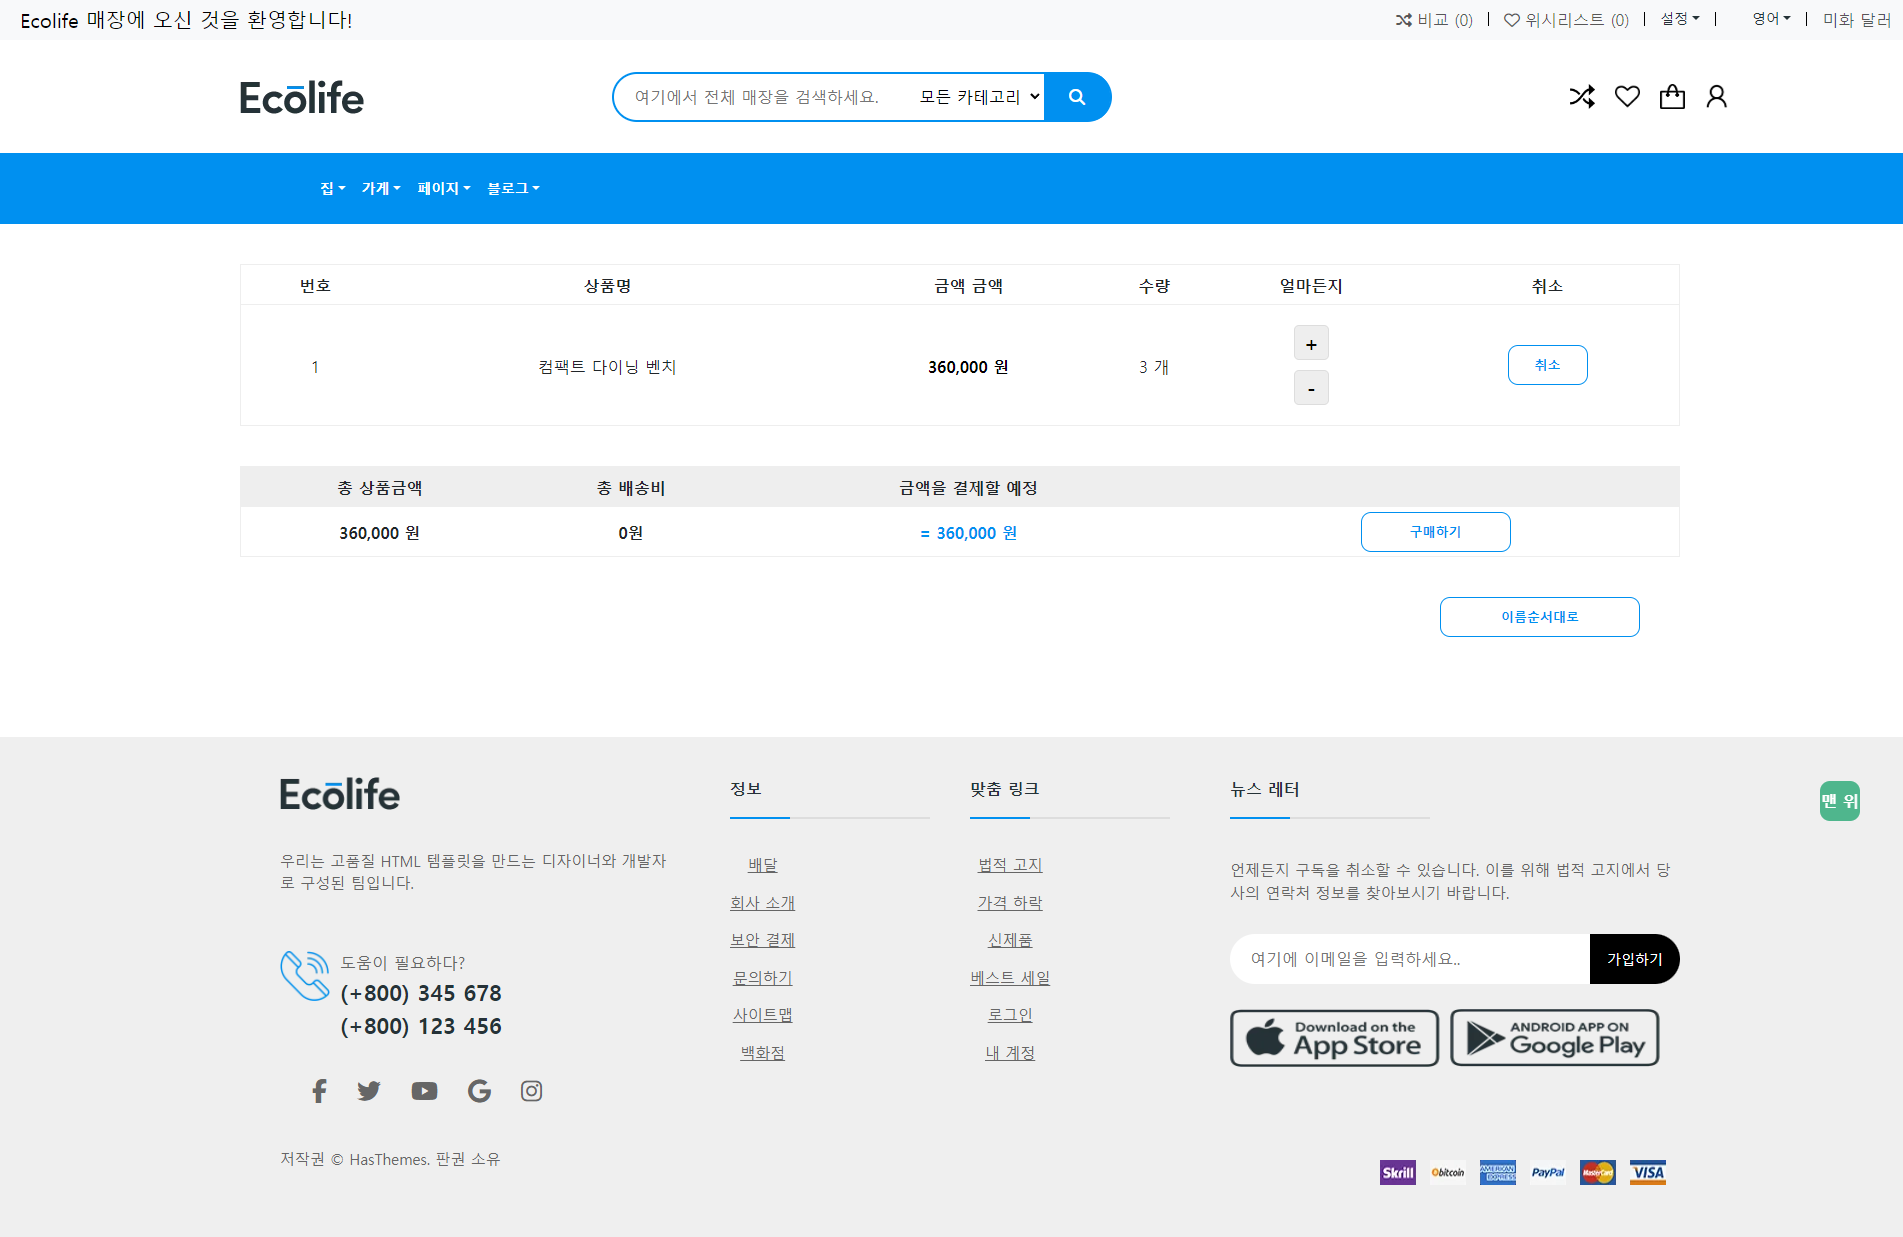 Ecolife 매장에 오신 것을 환영합니다!
비교 (0) | 위시리스트 (0) | 설정 | 영어 | 미화 달러
Ecolife
여기에서 전체 매장을 검색하세요. 모든 카테고리
집 가게 페이지 블로그
번호 상품명 금액 금액 수량 얼마든지 취소
1 컴팩트 다이닝 벤치 360,000 원 3 개 + - 취소
총 상품금액 총 배송비 금액을 결제할 예정
360,000 원 0원 = 360,000 원 구매하기
이름순서대로
Ecolife
우리는 고품질 HTML 템플릿을 만드는 디자이너와 개발자
로 구성된 팀입니다.
도움이 필요하다?
(+800) 345 678
(+800) 123 456
저작권 © HasThemes. 판권 소유
정보
배달
회사 소개
보안 결제
문의하기
사이트맵
백화점
맞춤 링크
법적 고지
가격 하락
신제품
베스트 세일
로그인
내 계정
뉴스 레터
언제든지 구독을 취소할 수 있습니다. 이를 위해 법적 고지에서 당
사의 연락처 정보를 찾아보시기 바랍니다.
여기에 이메일을 입력하세요.. 가입하기
Download on the
App Store
ANDROID APP ON
Google Play
Skrill bitcoin AMERICAN EXPRESS PayPal MasterCard VISA
맨 위